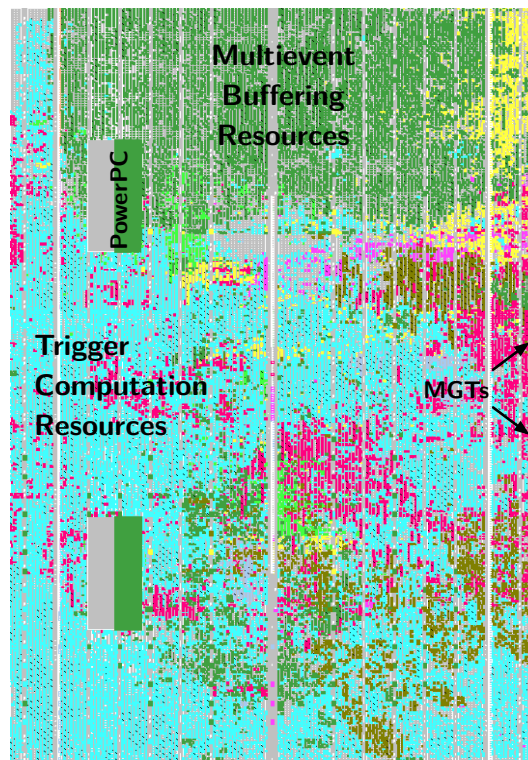 Multievent
Buffering
Resources
PowerPC
Trigger
Computation
Resources
MGTs